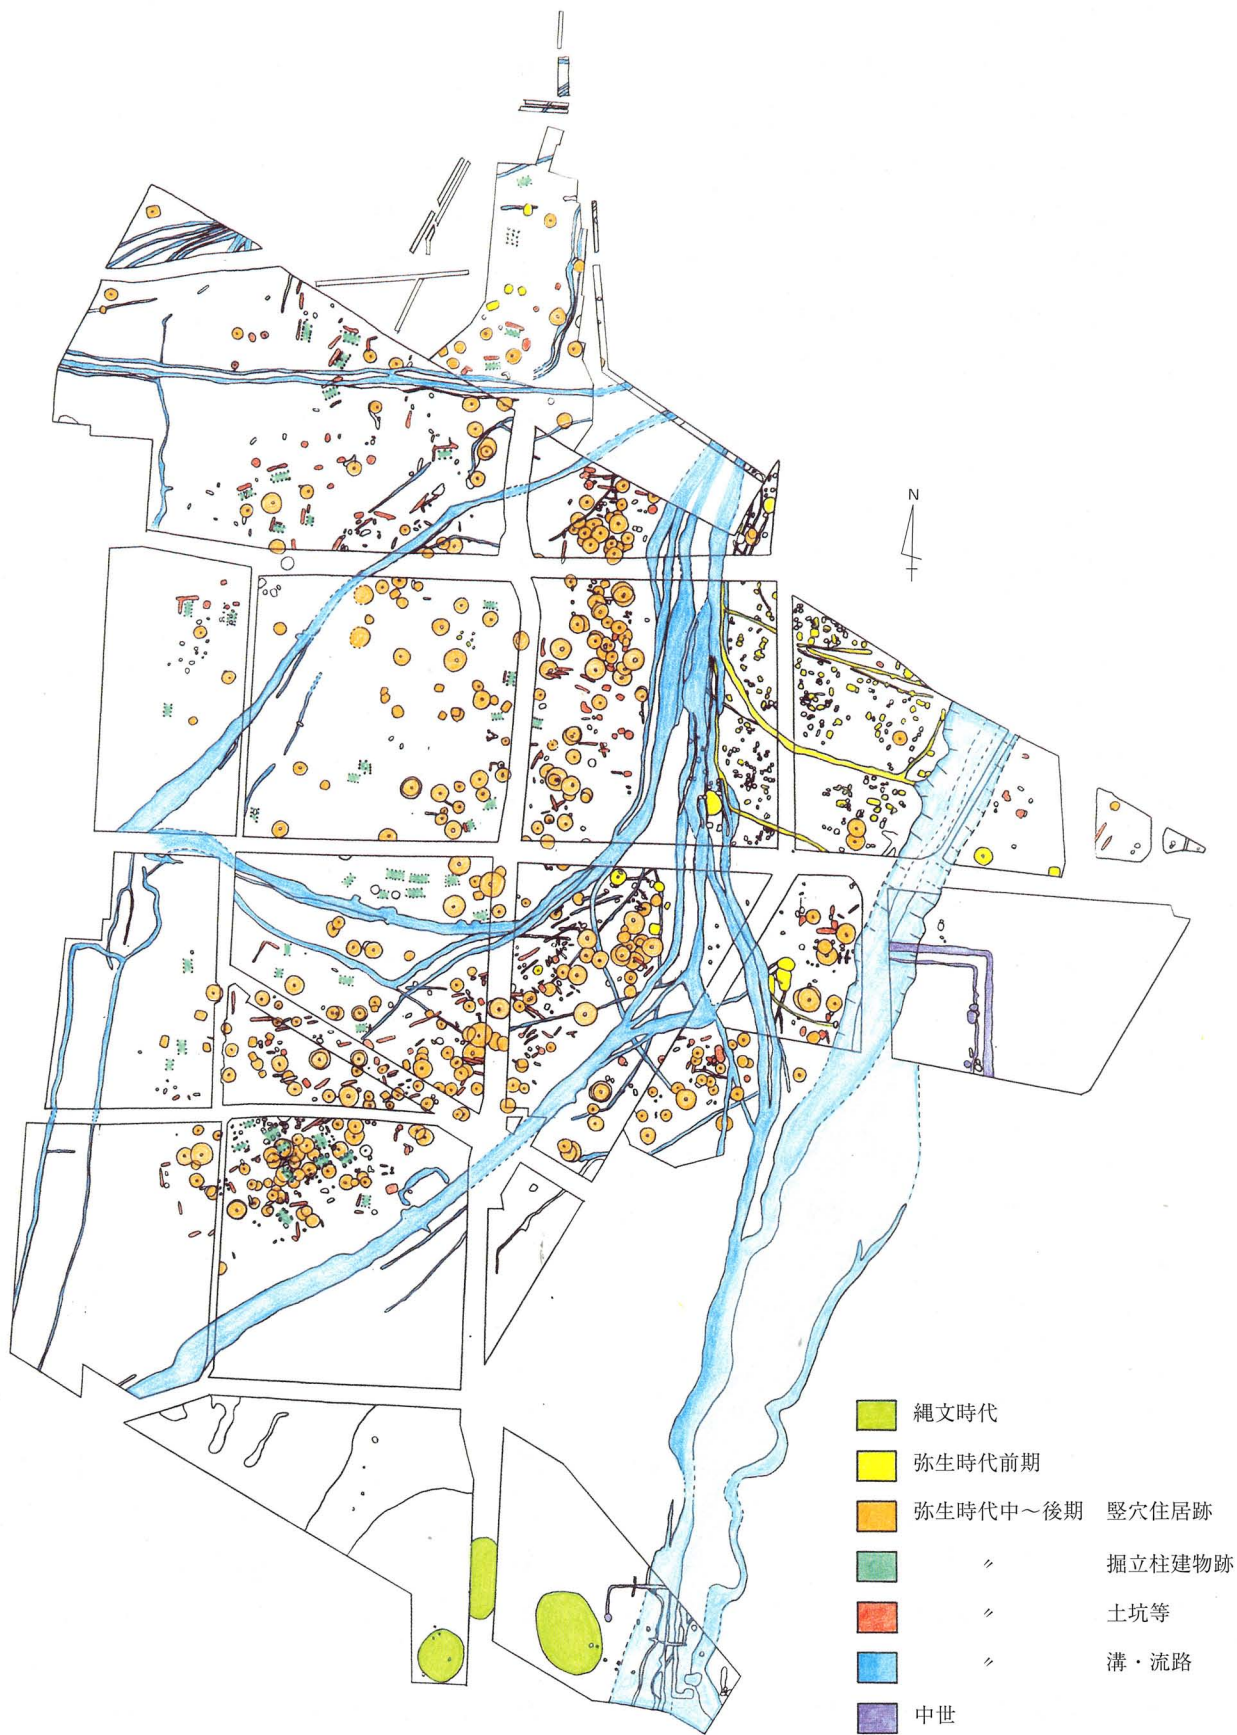 N
縄文時代
弥生時代前期
弥生時代中～後期 竪穴住居跡
〃 掘立柱建物跡
〃 土坑等
〃 溝・流路
中世